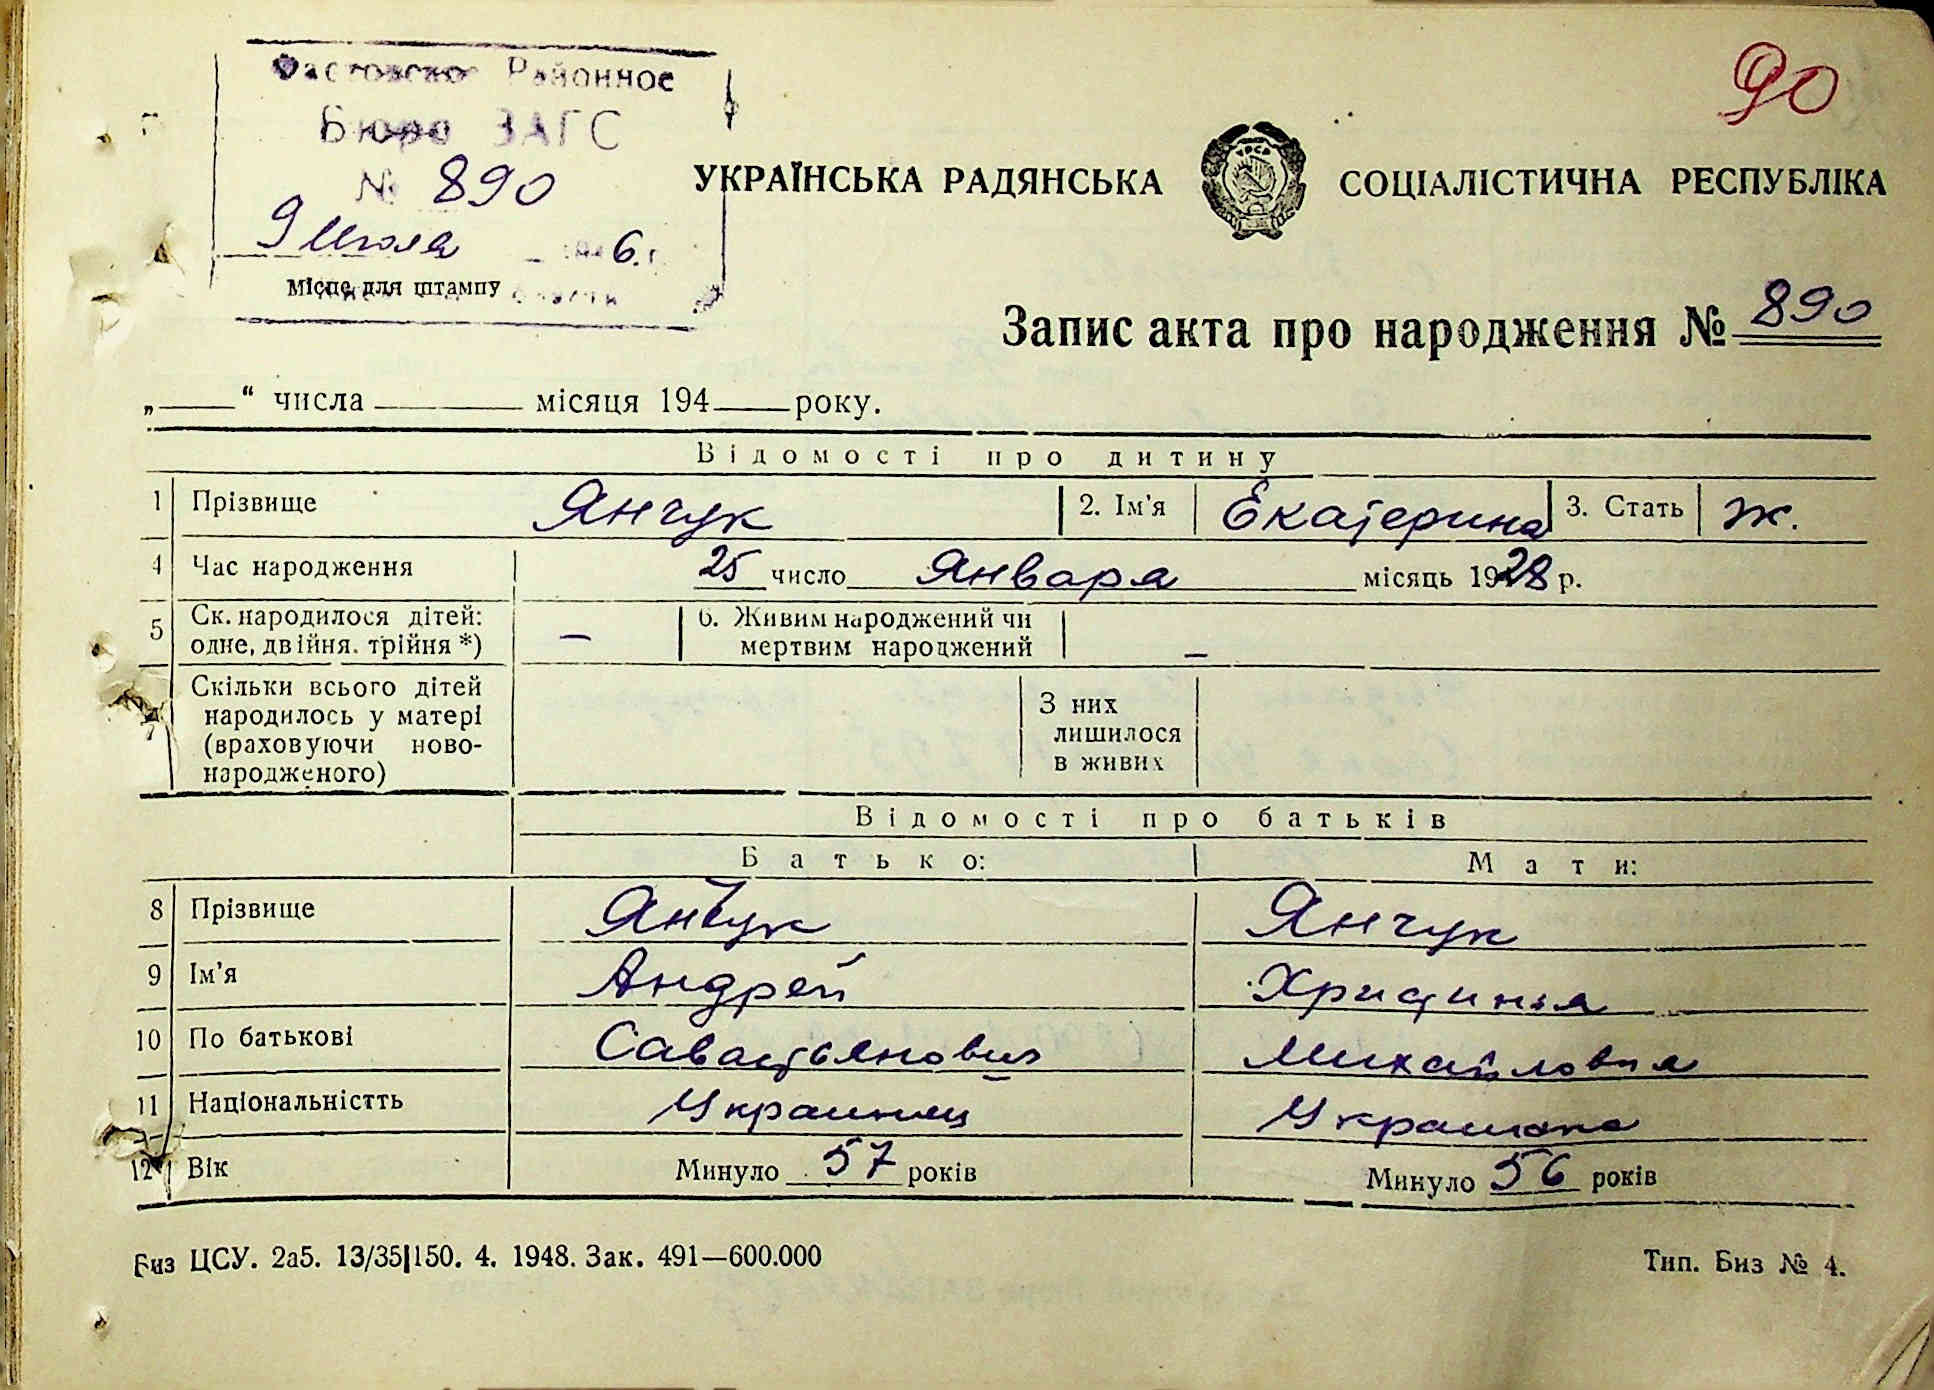 Фастовское Районное
90
Бюро ЗАГС
№ 890
УКРАЇНСЬКА РАДЯНСЬКА СОЦІАЛІСТИЧНА РЕСПУБЛІКА
УРСР
9 июля 1946 г.
Місце для штампу
Запис акта про народження № 890
„ “ числа місяця 194 року.
Відомості про дитину
1 Прізвище Янчук 2. Ім'я Екатерина 3. Стать ж.
4 Час народження 25 число Января місяць 1928 р.
5 Ск. народилося дітей: одне, двійня. трійня *) — 6. Живим народжений чи мертвим народжений —
7 Скільки всього дітей народилось у матері (враховуючи ново-народженого) З них лишилося в живих
Відомості про батьків
Батько: Мати:
8 Прізвище Янчук Янчук
9 Ім'я Андрей Христинья
10 По батькові Савастьянович Михайловна
11 Національністть Украинец Украинка
12 Вік Минуло 57 років Минуло 56 років
Биз ЦСУ. 2а5. 13/35|150. 4. 1948. Зак. 491—600.000 Тип. Биз № 4.